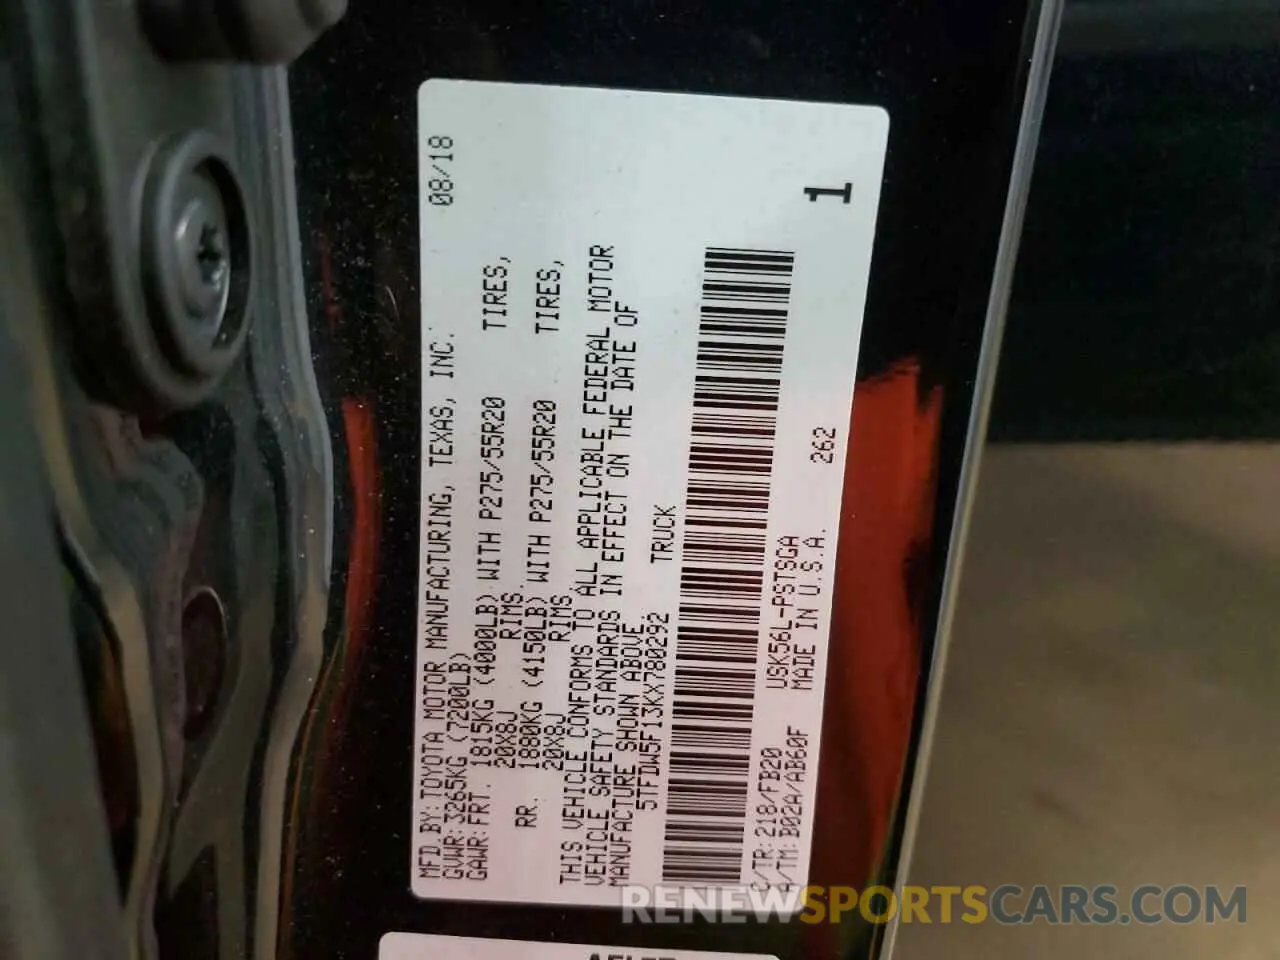 MFD.BY:TOYOTA MOTOR MANUFACTURING, TEXAS, INC. 08/18
GVWR:3265KG (7200LB)
GAWR:FRT. 1815KG (4000LB) WITH P275/55R20 TIRES,
20X8J RIMS,
RR. 1880KG (4150LB) WITH P275/55R20 TIRES,
20X8J RIMS,
THIS VEHICLE CONFORMS TO ALL APPLICABLE FEDERAL MOTOR
VEHICLE SAFETY STANDARDS IN EFFECT ON THE DATE OF
MANUFACTURE SHOWN ABOVE.
5TFDW5F13KX780292 TRUCK
C/TR:218/FB20 USK56L-PSTSGA 262
A/TM:B02A/AB60F MADE IN U.S.A.
1
RENEWSPORTSCARS.COM